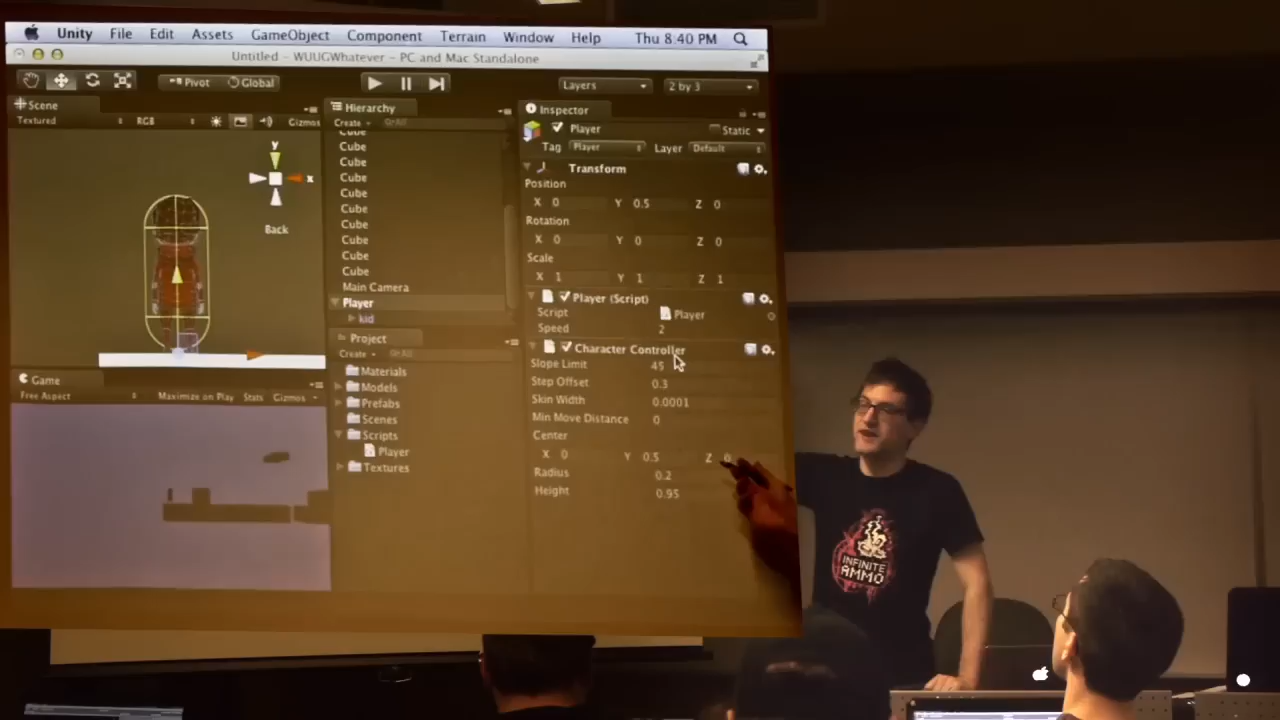 Unity File Edit Assets GameObject Component Terrain Window Help Thu 8:40 PM
Untitled - WUUGWhatever - PC and Mac Standalone
Pivot Global Layers 2 by 3
Scene
Textured RGB Gizmos
y
x
Back
Game
Free Aspect Maximize on Play Stats Gizmos
Hierarchy
Create All
Cube
Cube
Cube
Cube
Cube
Cube
Cube
Cube
Cube
Cube
Main Camera
Player
kid
Project
Create All
Materials
Models
Prefabs
Scenes
Scripts
Player
Textures
Inspector
Player Static
Tag Player Layer Default
Transform
Position
X 0 Y 0.5 Z 0
Rotation
X 0 Y 0 Z 0
Scale
X 1 Y 1 Z 1
Player (Script)
Script Player
Speed 2
Character Controller
Slope Limit 45
Step Offset 0.3
Skin Width 0.0001
Min Move Distance 0
Center
X 0 Y 0.5 Z 0
Radius 0.2
Height 0.95
INFINITE
AMMO